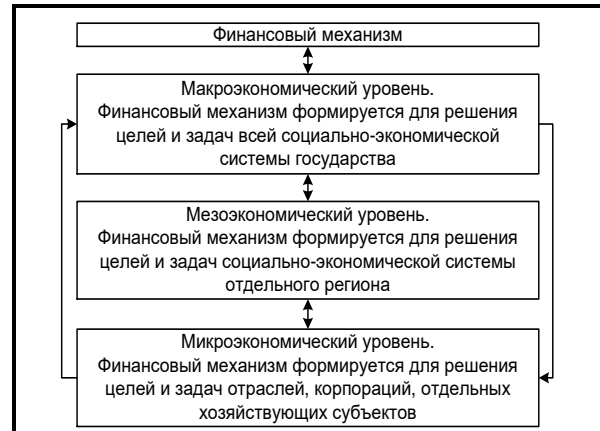 Финансовый механизм
Макроэкономический уровень.
Финансовый механизм формируется для решения
целей и задач всей социально-экономической
системы государства
Мезоэкономический уровень.
Финансовый механизм формируется для решения
целей и задач социально-экономической системы
отдельного региона
Микроэкономический уровень.
Финансовый механизм формируется для решения
целей и задач отраслей, корпораций, отдельных
хозяйствующих субъектов